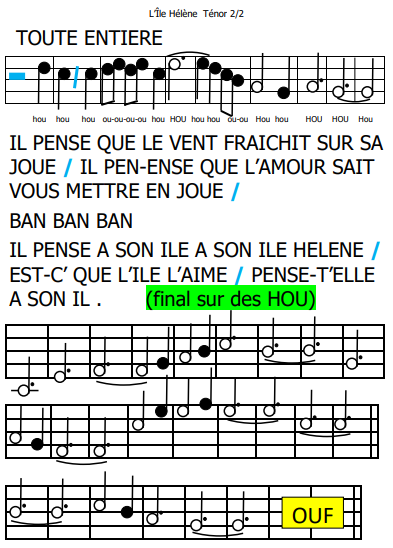 L'Île Hélène  Ténor 2/2
TOUTE ENTIERE
hou hou hou ou-ou-ou-ou hou HOU hou hou ou-ou Hou hou HOU HOU Hou
IL PENSE QUE LE VENT FRAICHIT SUR SA
JOUE / IL PEN-ENSE QUE L'AMOUR SAIT
VOUS METTRE EN JOUE /
BAN BAN BAN
IL PENSE A SON ILE A SON ILE HELENE /
EST-C' QUE L'ILE L'AIME / PENSE-T'ELLE
A SON IL . (final sur des HOU)
OUF